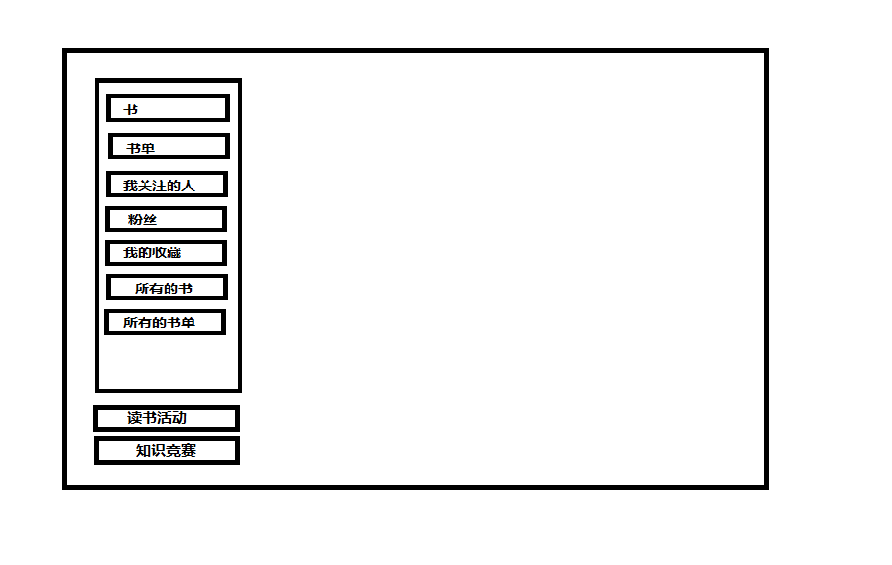 书
书单
我关注的人
粉丝
我的收藏
所有的书
所有的书单
读书活动
知识竞赛